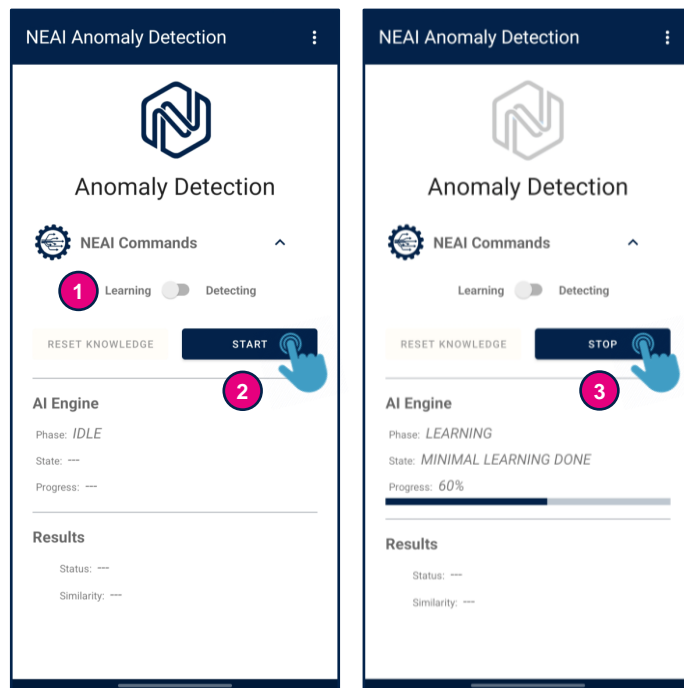 NEAI Anomaly Detection
Anomaly Detection
NEAI Commands
1 Learning Detecting
RESET KNOWLEDGE START
2
AI Engine
Phase: IDLE
State: ---
Progress: ---
Results
Status: ---
Similarity: ---
NEAI Anomaly Detection
Anomaly Detection
NEAI Commands
Learning Detecting
RESET KNOWLEDGE STOP
3
AI Engine
Phase: LEARNING
State: MINIMAL LEARNING DONE
Progress: 60%
Results
Status: ---
Similarity: ---